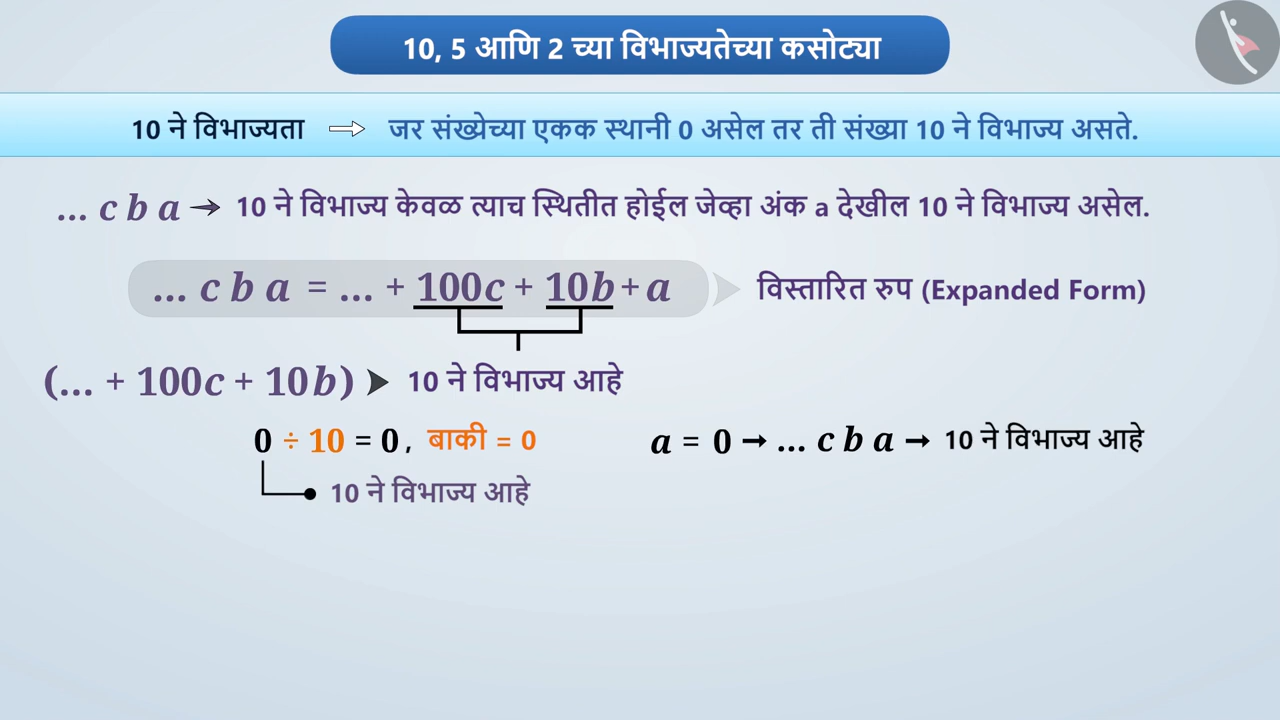 10, 5 आणि 2 च्या विभाज्यतेच्या कसोट्या
10 ने विभाज्यता ⇨ जर संख्येच्या एकक स्थानी 0 असेल तर ती संख्या 10 ने विभाज्य असते.
... c b a → 10 ने विभाज्य केवळ त्याच स्थितीत होईल जेव्हा अंक a देखील 10 ने विभाज्य असेल.
... c b a = ... + 100c + 10b + a विस्तारित रुप (Expanded Form)
(... + 100c + 10b) ➤ 10 ने विभाज्य आहे
0 ÷ 10 = 0, बाकी = 0 a = 0 → ... c b a → 10 ने विभाज्य आहे
10 ने विभाज्य आहे